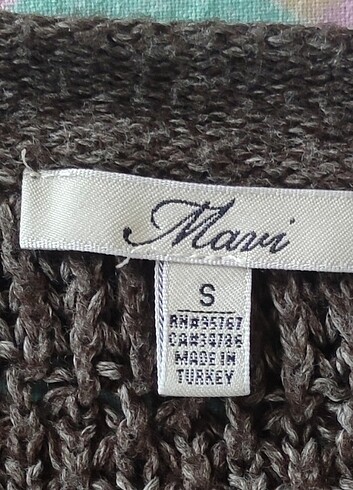 Mavi
S
RN#95767
CA#34786
MADE IN
TURKEY